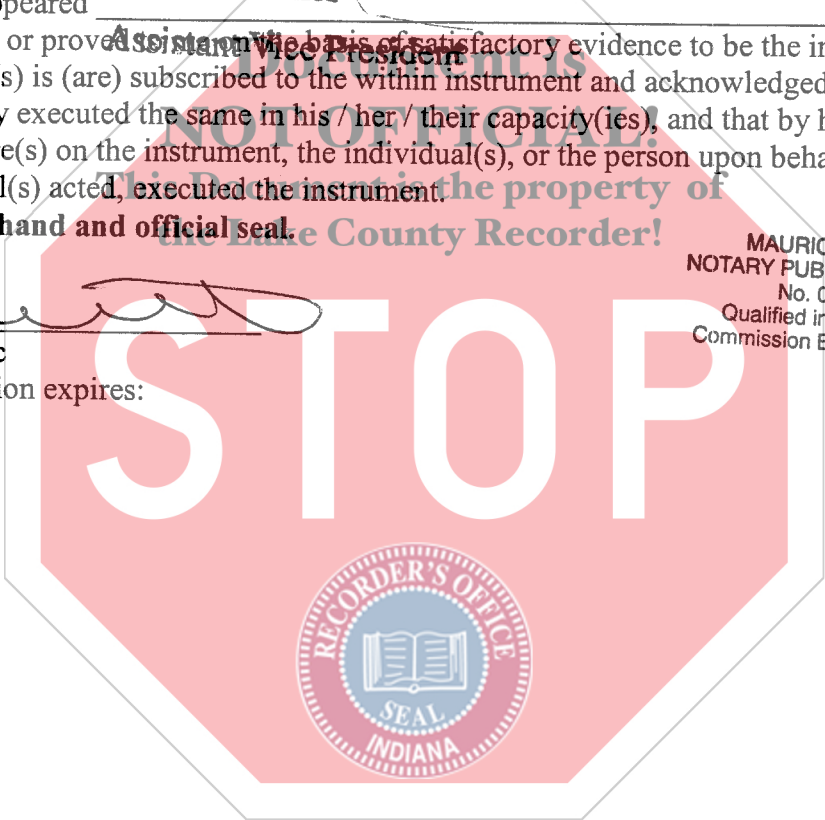 ppeared
or proved to me on the basis of satisfactory evidence to be the in
Assistant Vice President
Document is
s) is (are) subscribed to the within instrument and acknowledged
y executed the same in his / her / their capacity(ies), and that by h
NOT OFFICIAL!
e(s) on the instrument, the individual(s), or the person upon beha
l(s) acted, executed the instrument.
This Document is the property of
hand and official seal.
the Lake County Recorder!
MAURIC
NOTARY PUB
No. 0
Qualified in
Commission E
c
ion expires:
STOP
RECORDER'S OFFICE
SEAL
INDIANA